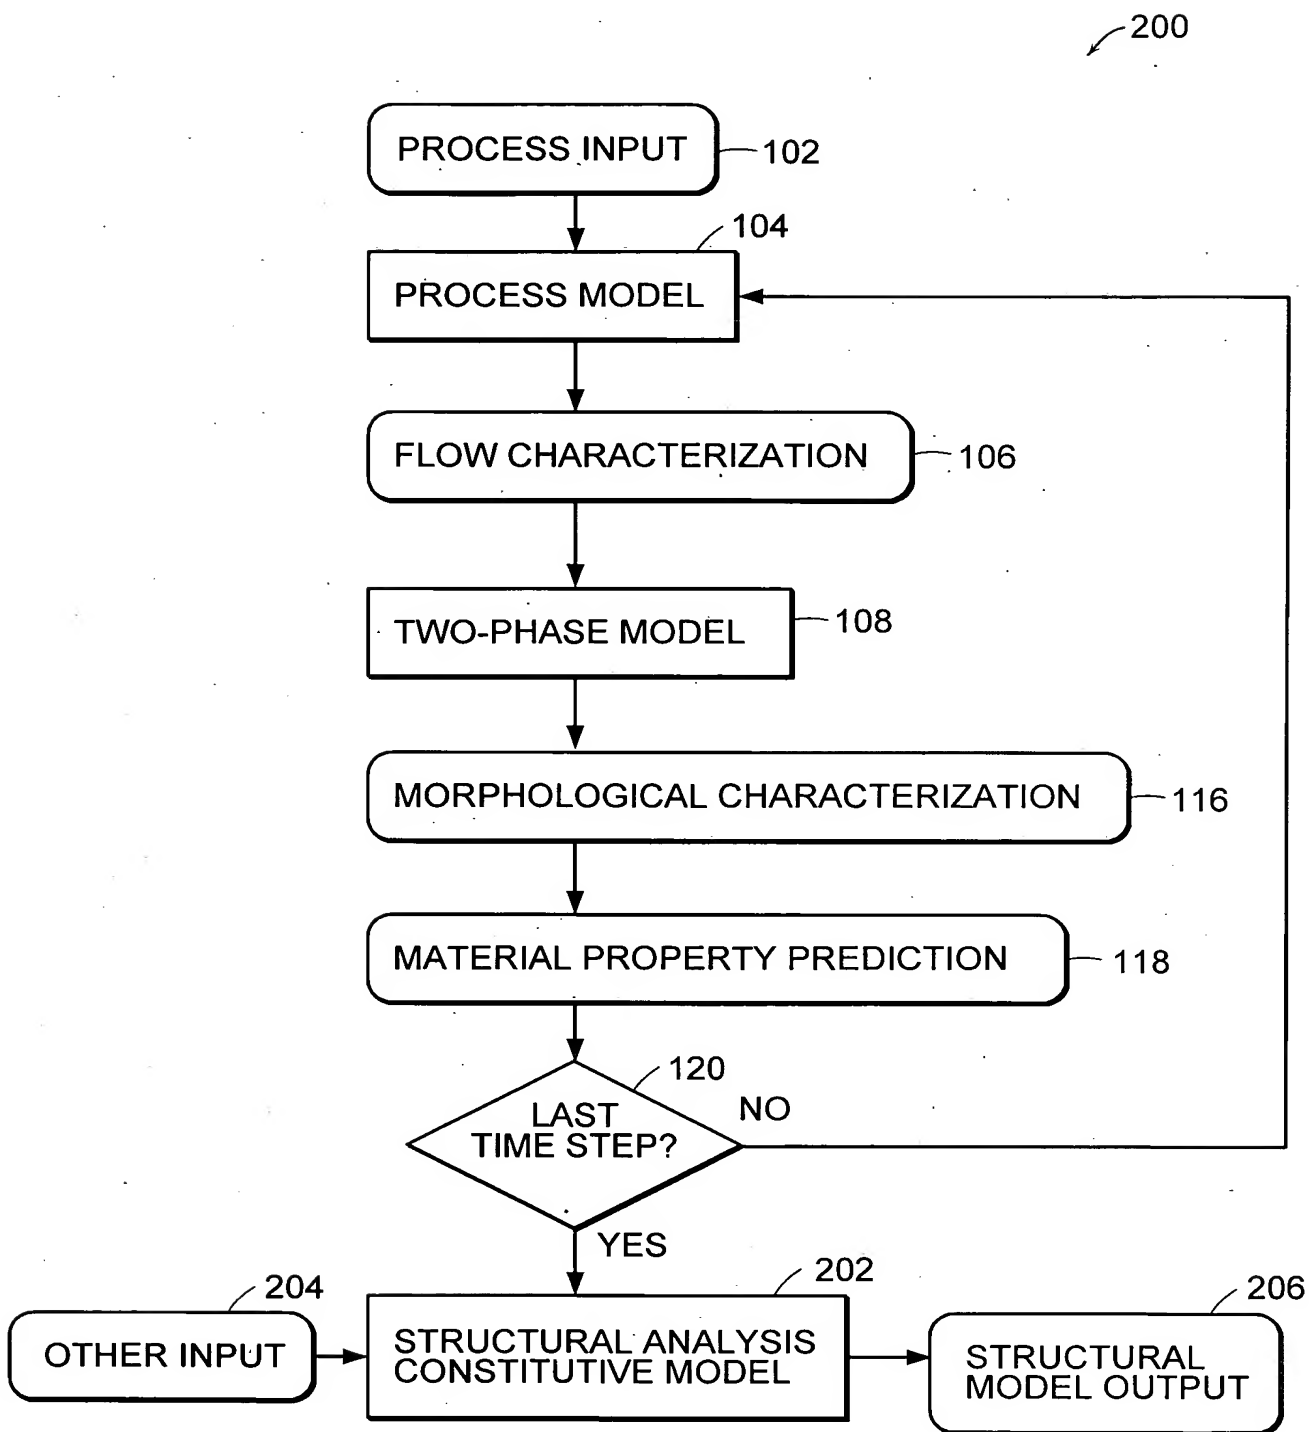 200
PROCESS INPUT
102
104
PROCESS MODEL
FLOW CHARACTERIZATION
106
TWO-PHASE MODEL
108
MORPHOLOGICAL CHARACTERIZATION
116
MATERIAL PROPERTY PREDICTION
118
120
LAST
TIME STEP?
NO
YES
204
OTHER INPUT
202
STRUCTURAL ANALYSIS
CONSTITUTIVE MODEL
206
STRUCTURAL
MODEL OUTPUT